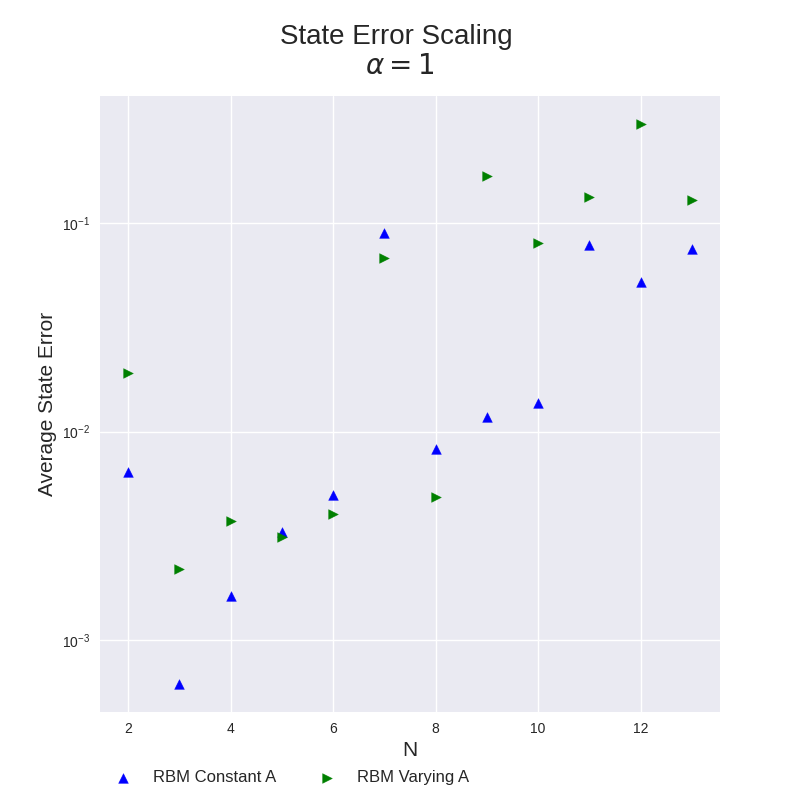 State Error Scaling
α = 1
Average State Error
10⁻¹
10⁻²
10⁻³
2 4 6 8 10 12
N
RBM Constant A RBM Varying A